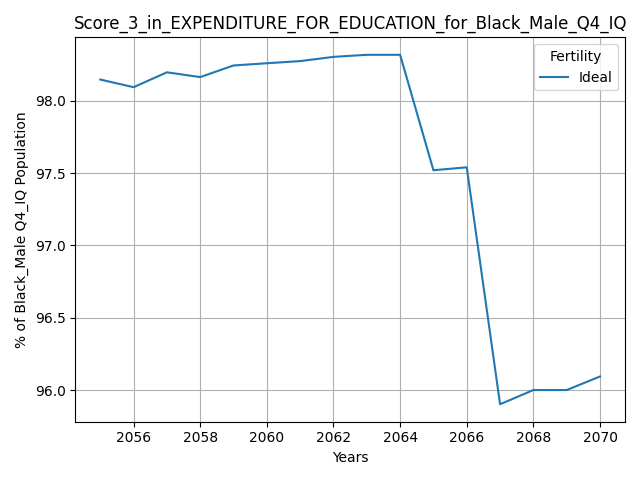 Score_3_in_EXPENDITURE_FOR_EDUCATION_for_Black_Male_Q4_IQ
Fertility
Ideal
% of Black_Male Q4_IQ Population
98.0
97.5
97.0
96.5
96.0
2056 2058 2060 2062 2064 2066 2068 2070
Years